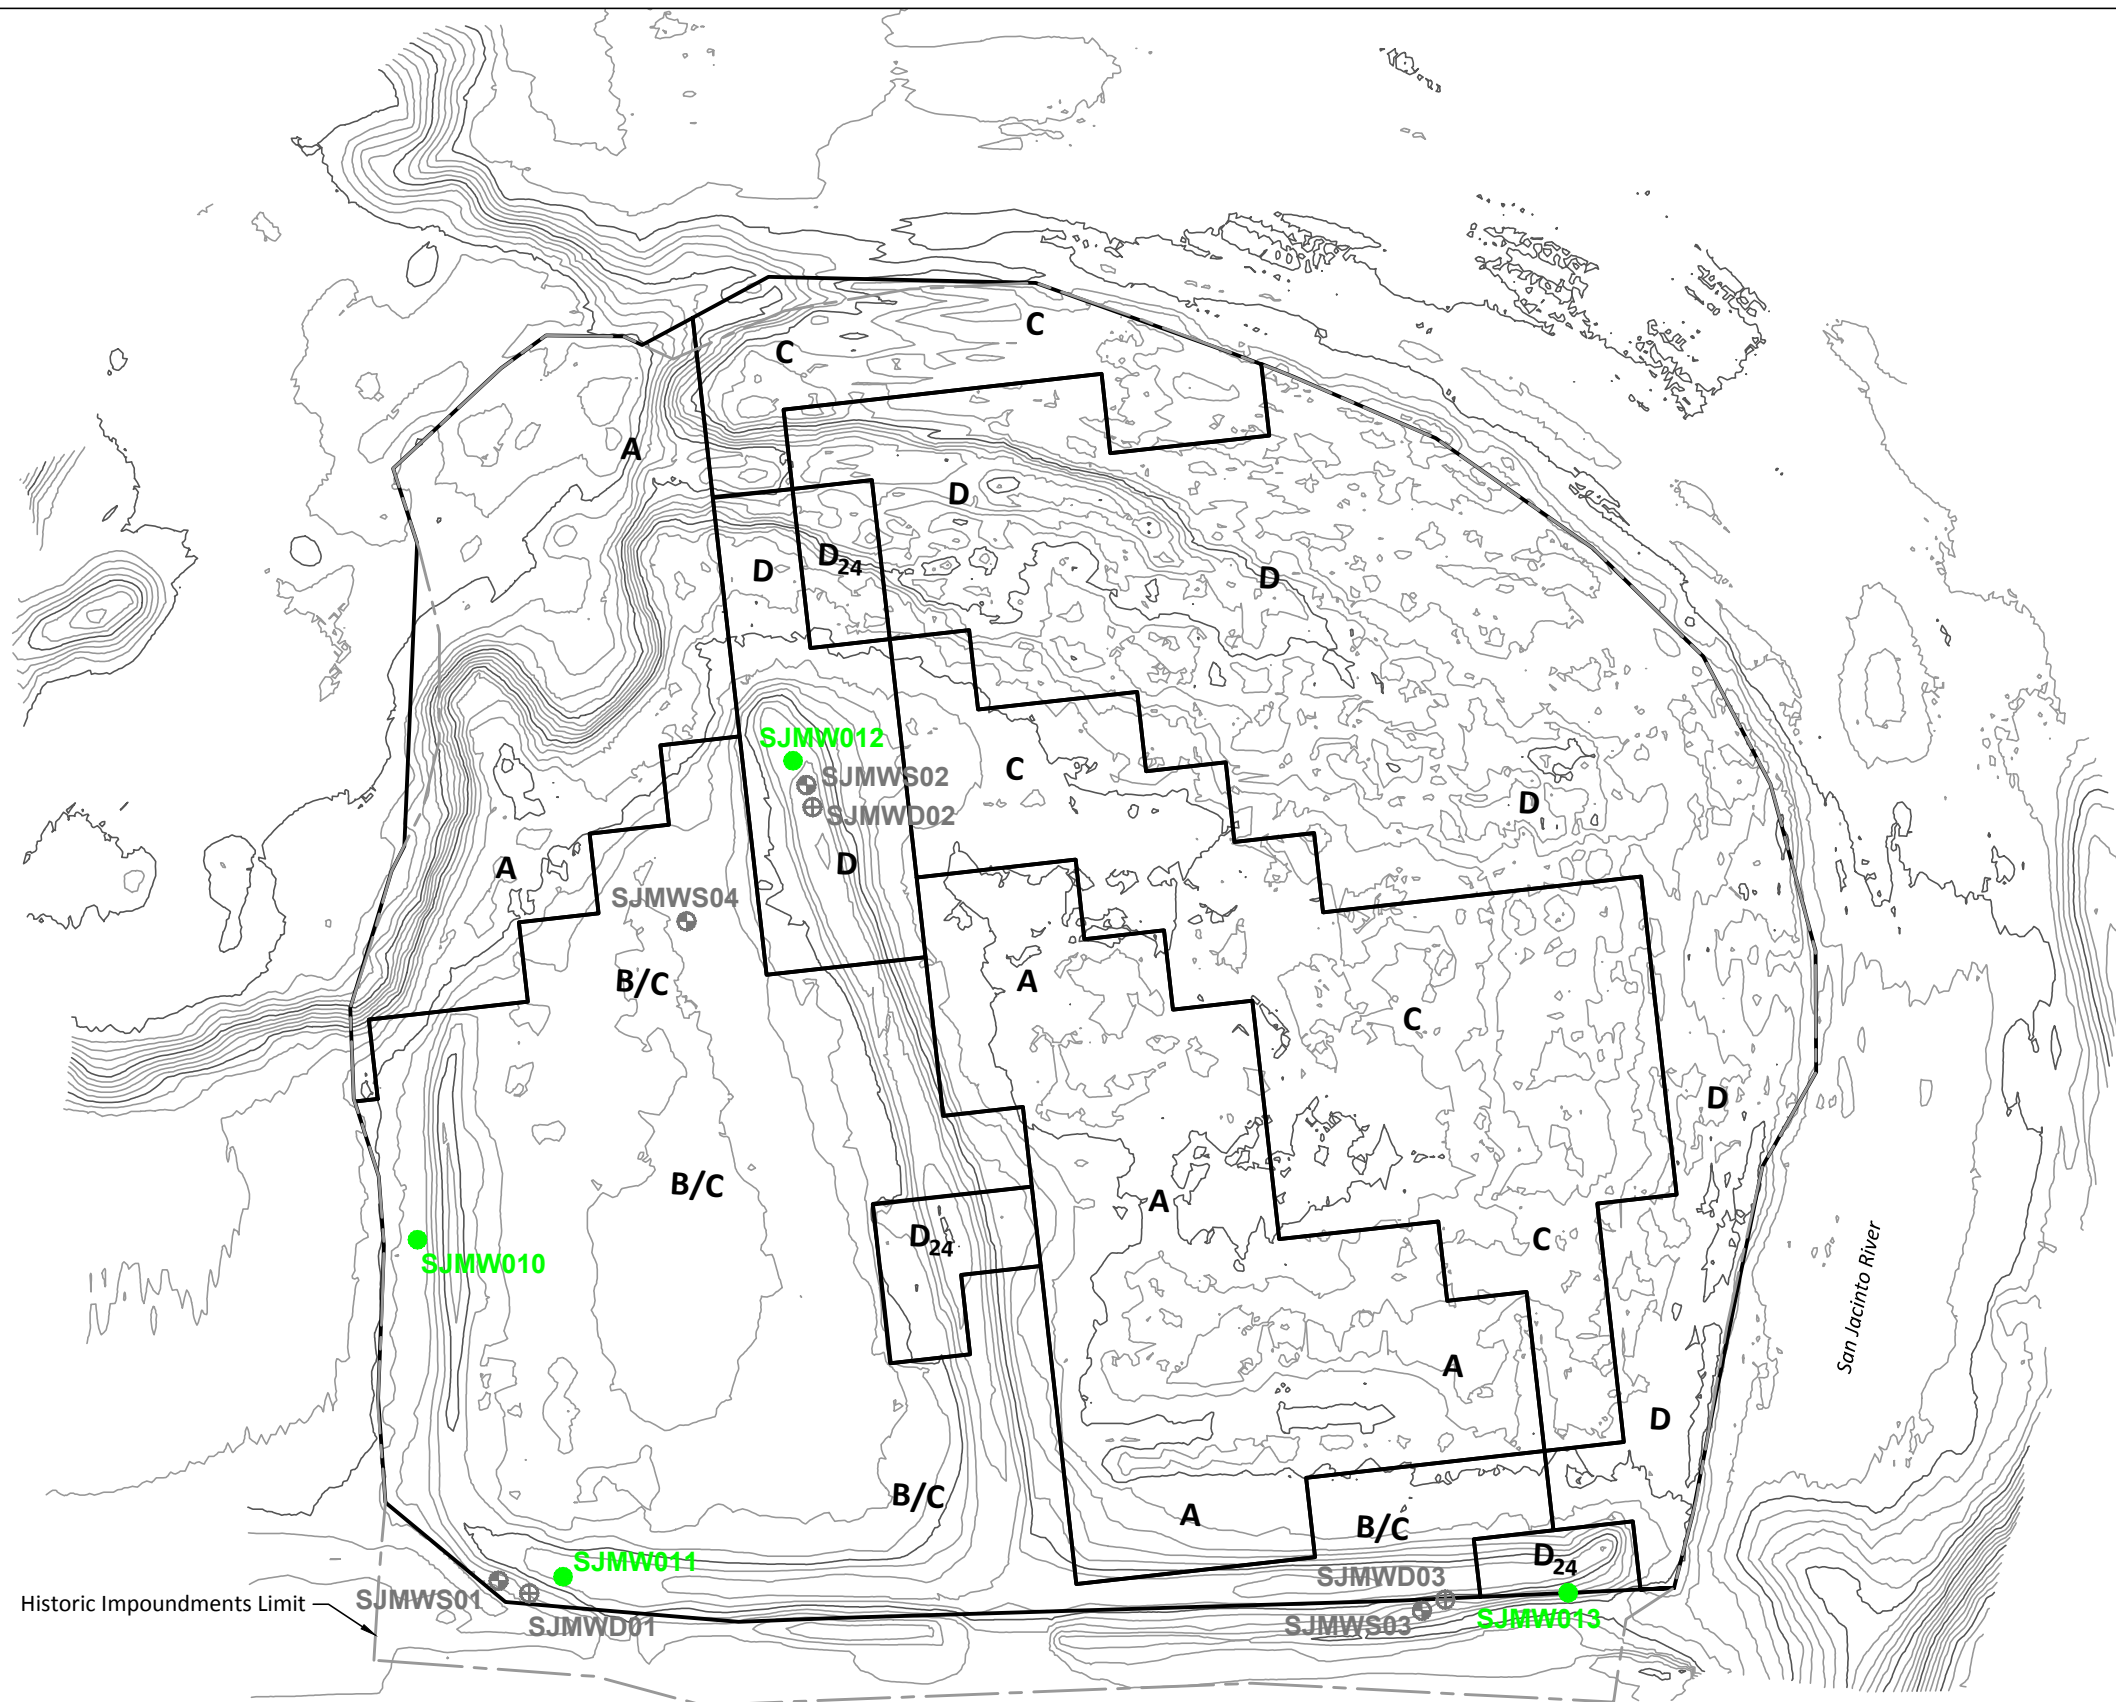 C
C
A
D
D
D24
D
SJMW012
SJMWS02
C
SJMWD02
D
D
A
SJMWS04
B/C
A
C
D
B/C
A
San Jacinto River
D24
C
SJMW010
A
D
B/C
A
B/C
D24
SJMW011
SJMWD03
SJMWS01
Historic Impoundments Limit
SJMWD01
SJMWS03
SJMW013